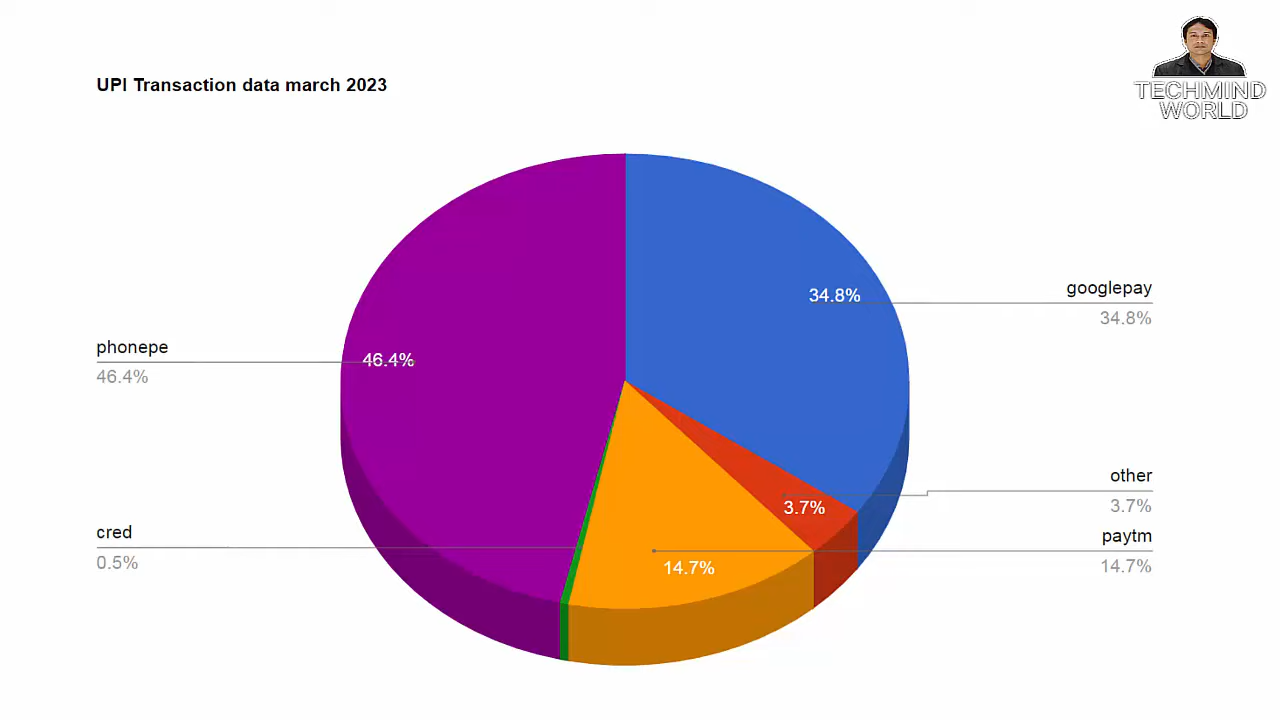 UPI Transaction data march 2023
TECHMIND
WORLD
34.8%
googlepay
34.8%
phonepe
46.4%
46.4%
other
3.7%
3.7%
paytm
14.7%
14.7%
cred
0.5%